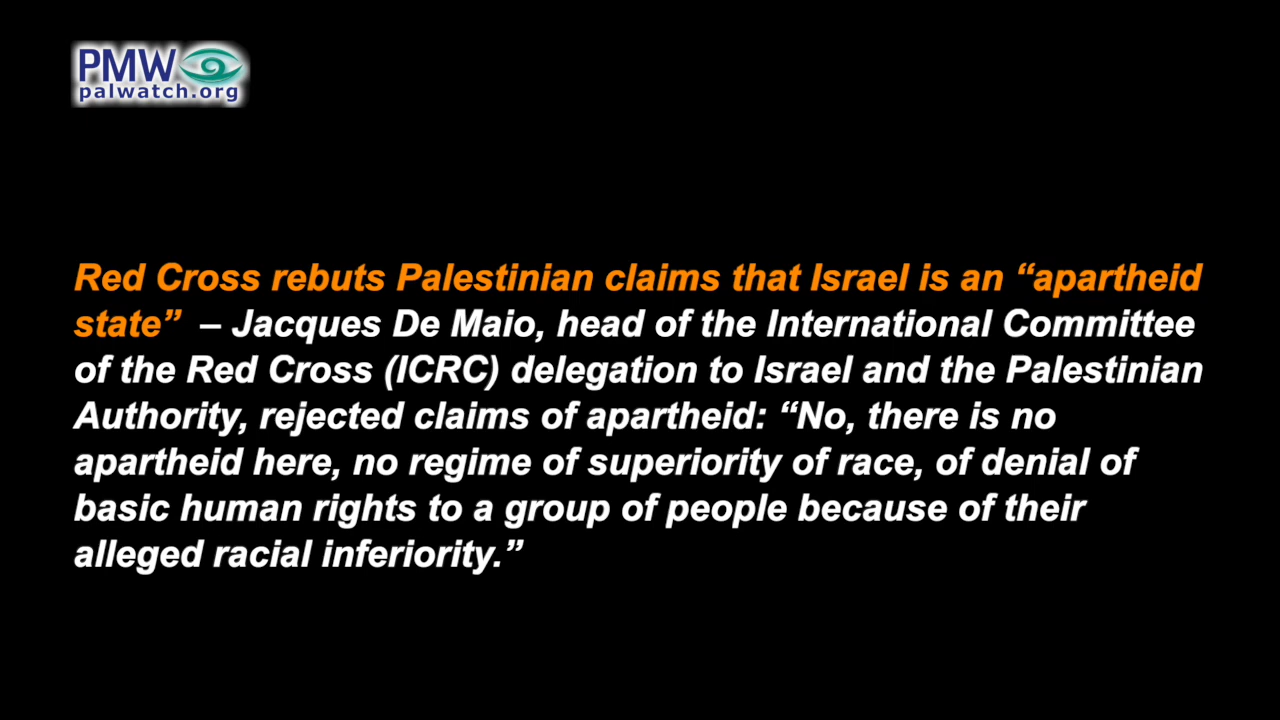 PMW
palwatch.org
Red Cross rebuts Palestinian claims that Israel is an “apartheid
state” – Jacques De Maio, head of the International Committee
of the Red Cross (ICRC) delegation to Israel and the Palestinian
Authority, rejected claims of apartheid: “No, there is no
apartheid here, no regime of superiority of race, of denial of
basic human rights to a group of people because of their
alleged racial inferiority.”